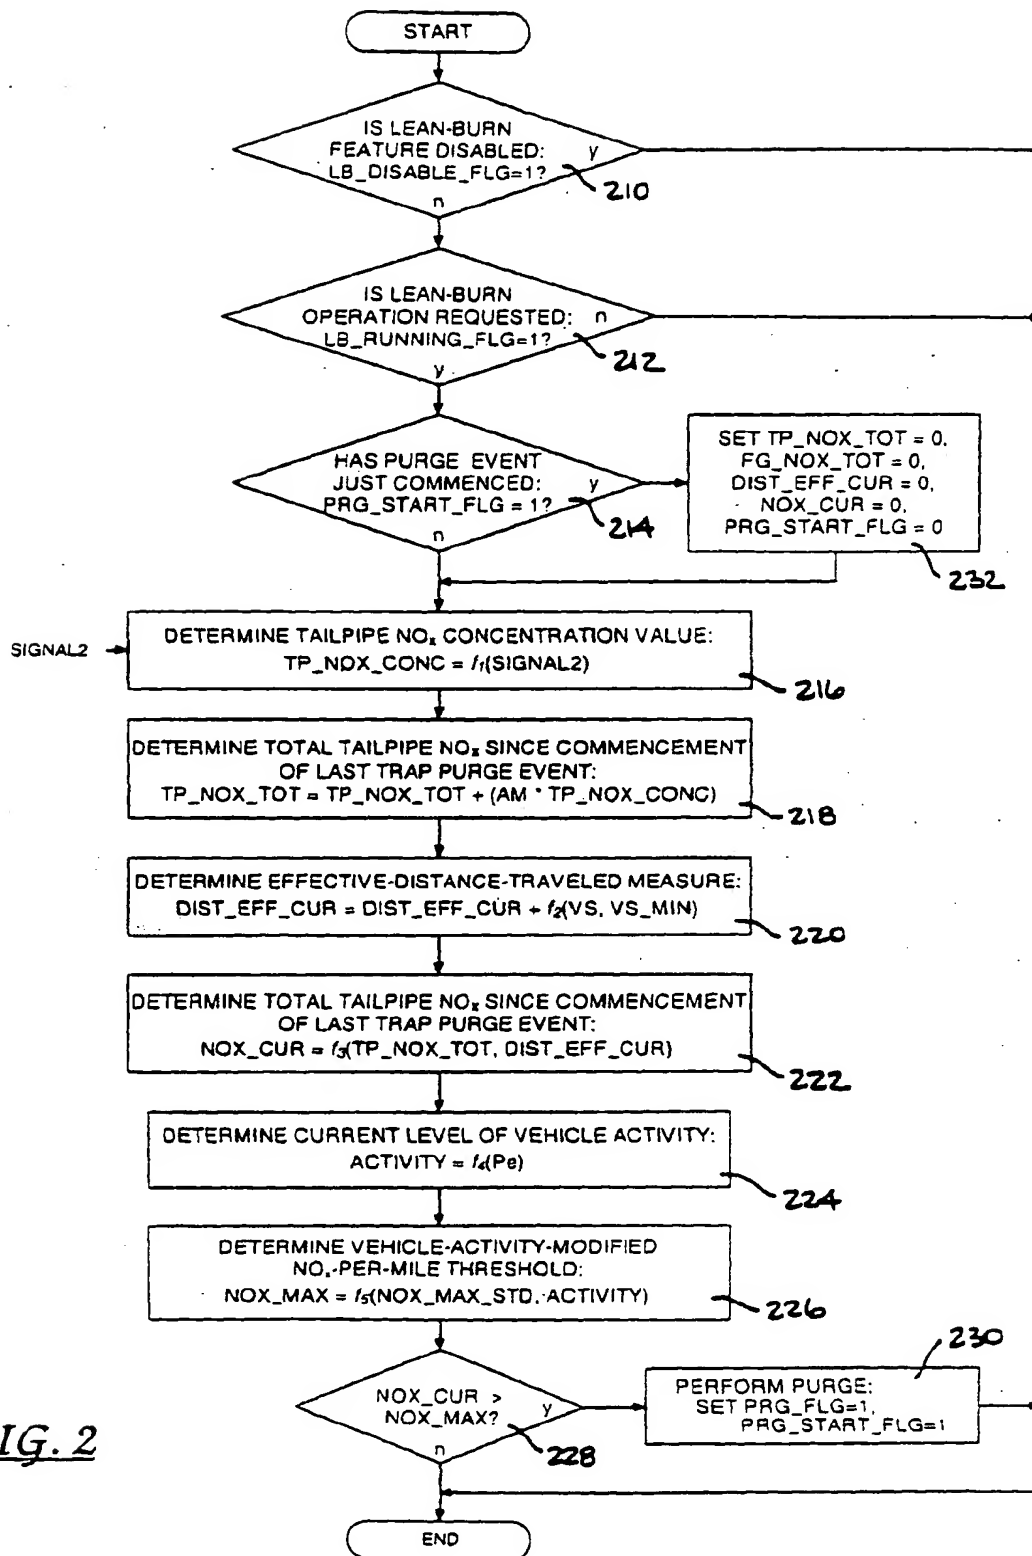 START
IS LEAN-BURN
FEATURE DISABLED:
LB_DISABLE_FLG=1?
y
n
210
IS LEAN-BURN
OPERATION REQUESTED:
LB_RUNNING_FLG=1?
n
y
212
HAS PURGE EVENT
JUST COMMENCED:
PRG_START_FLG = 1?
y
n
214
SET TP_NOX_TOT = 0,
FG_NOX_TOT = 0,
DIST_EFF_CUR = 0,
NOX_CUR = 0,
PRG_START_FLG = 0
232
SIGNAL2
DETERMINE TAILPIPE NOx CONCENTRATION VALUE:
TP_NOX_CONC = f1(SIGNAL2)
216
DETERMINE TOTAL TAILPIPE NOx SINCE COMMENCEMENT
OF LAST TRAP PURGE EVENT:
TP_NOX_TOT = TP_NOX_TOT + (AM * TP_NOX_CONC)
218
DETERMINE EFFECTIVE-DISTANCE-TRAVELED MEASURE:
DIST_EFF_CUR = DIST_EFF_CUR + f2(VS, VS_MIN)
220
DETERMINE TOTAL TAILPIPE NOx SINCE COMMENCEMENT
OF LAST TRAP PURGE EVENT:
NOX_CUR = f3(TP_NOX_TOT, DIST_EFF_CUR)
222
DETERMINE CURRENT LEVEL OF VEHICLE ACTIVITY:
ACTIVITY = f4(Pe)
224
DETERMINE VEHICLE-ACTIVITY-MODIFIED
NOx-PER-MILE THRESHOLD:
NOX_MAX = f5(NOX_MAX_STD, ACTIVITY)
226
NOX_CUR >
NOX_MAX?
y
n
228
PERFORM PURGE:
SET PRG_FLG=1,
PRG_START_FLG=1
230
END
IG. 2